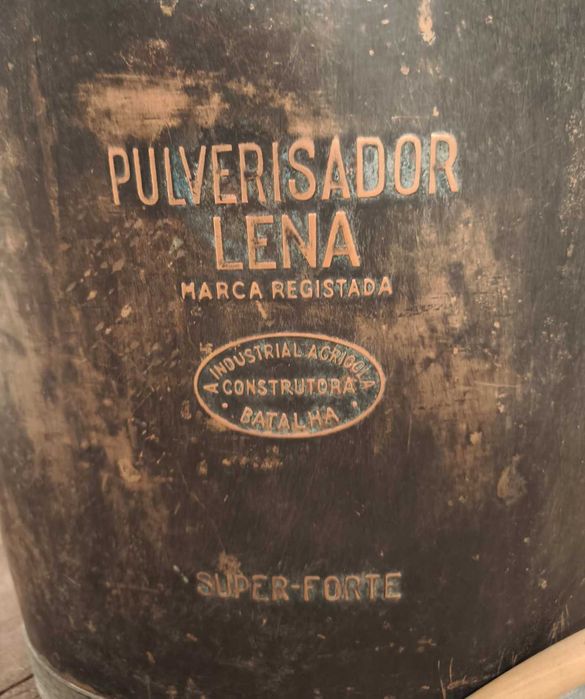 PULVERISADOR
LENA
MARCA REGISTADA
A INDUSTRIAL AGRICOLA
CONSTRUTORA
· BATALHA ·
SUPER-FORTE